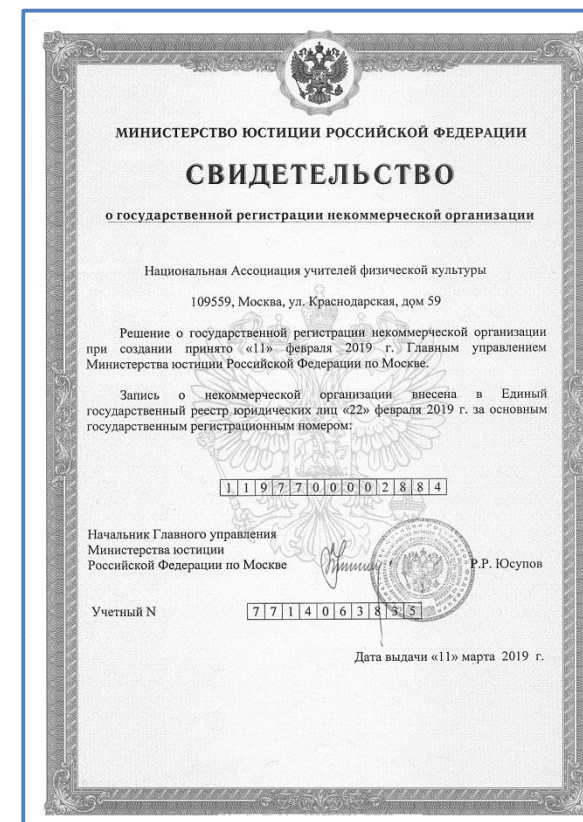 МИНИСТЕРСТВО ЮСТИЦИИ РОССИЙСКОЙ ФЕДЕРАЦИИ
СВИДЕТЕЛЬСТВО
о государственной регистрации некоммерческой организации
Национальная Ассоциация учителей физической культуры
109559, Москва, ул. Краснодарская, дом 59
Решение о государственной регистрации некоммерческой организации
при создании принято «11» февраля 2019 г. Главным управлением
Министерства юстиции Российской Федерации по Москве.
Запись о некоммерческой организации внесена в Единый
государственный реестр юридических лиц «22» февраля 2019 г. за основным
государственным регистрационным номером:
1197700002884
Начальник Главного управления
Министерства юстиции
Российской Федерации по Москве
Р.Р. Юсупов
Учетный N 7714063835
Дата выдачи «11» марта 2019 г.